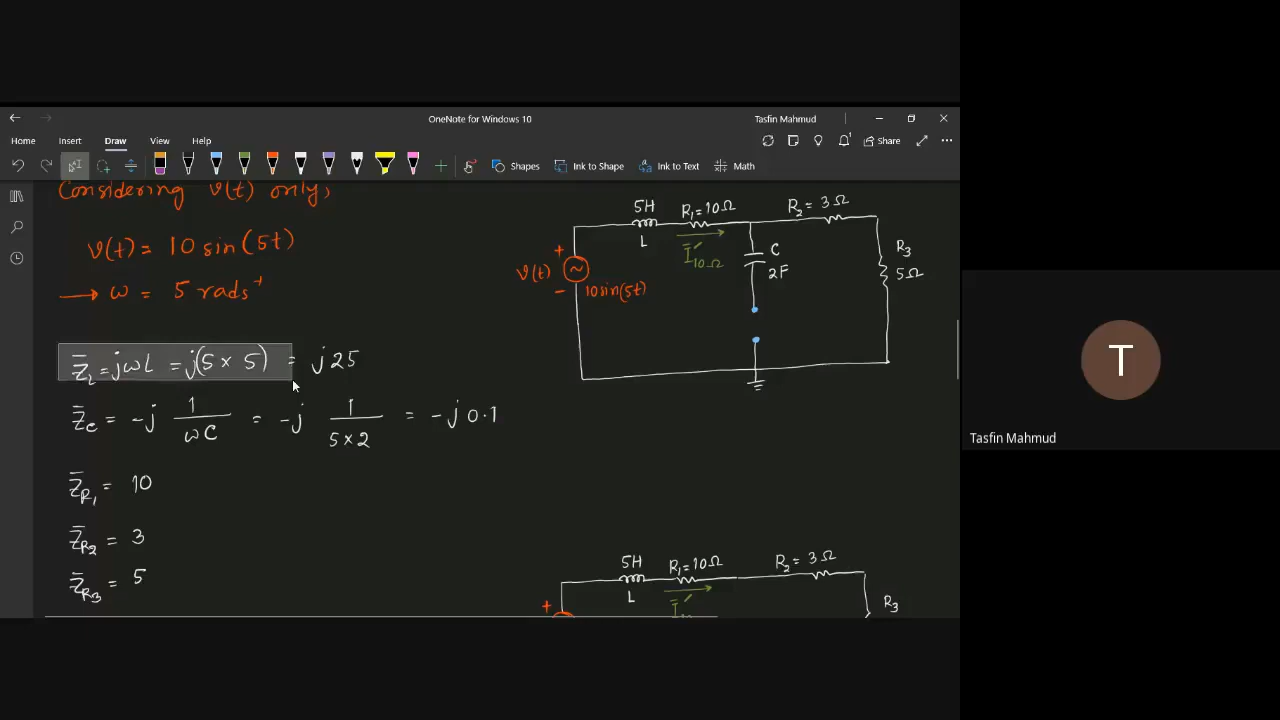 OneNote for Windows 10
Tasfin Mahmud
Home Insert Draw View Help
Share
Shapes Ink to Shape Ink to Text Math
Considering v(t) only,
v(t) = 10 sin(5t)
→ ω = 5 rads⁻¹
Z̄L = jωL = j(5 × 5) = j25
Z̄c = -j 1/ωC = -j 1/5×2 = -j0.1
Z̄R₁ = 10
Z̄R₂ = 3
Z̄R₃ = 5
5H
L
R₁=10Ω
R₂= 3Ω
Ī′10Ω
C
2F
R₃
5Ω
v(t)
+
-
10sin(5t)
5H
L
R₁=10Ω
R₂= 3Ω
R₃
+
T
Tasfin Mahmud